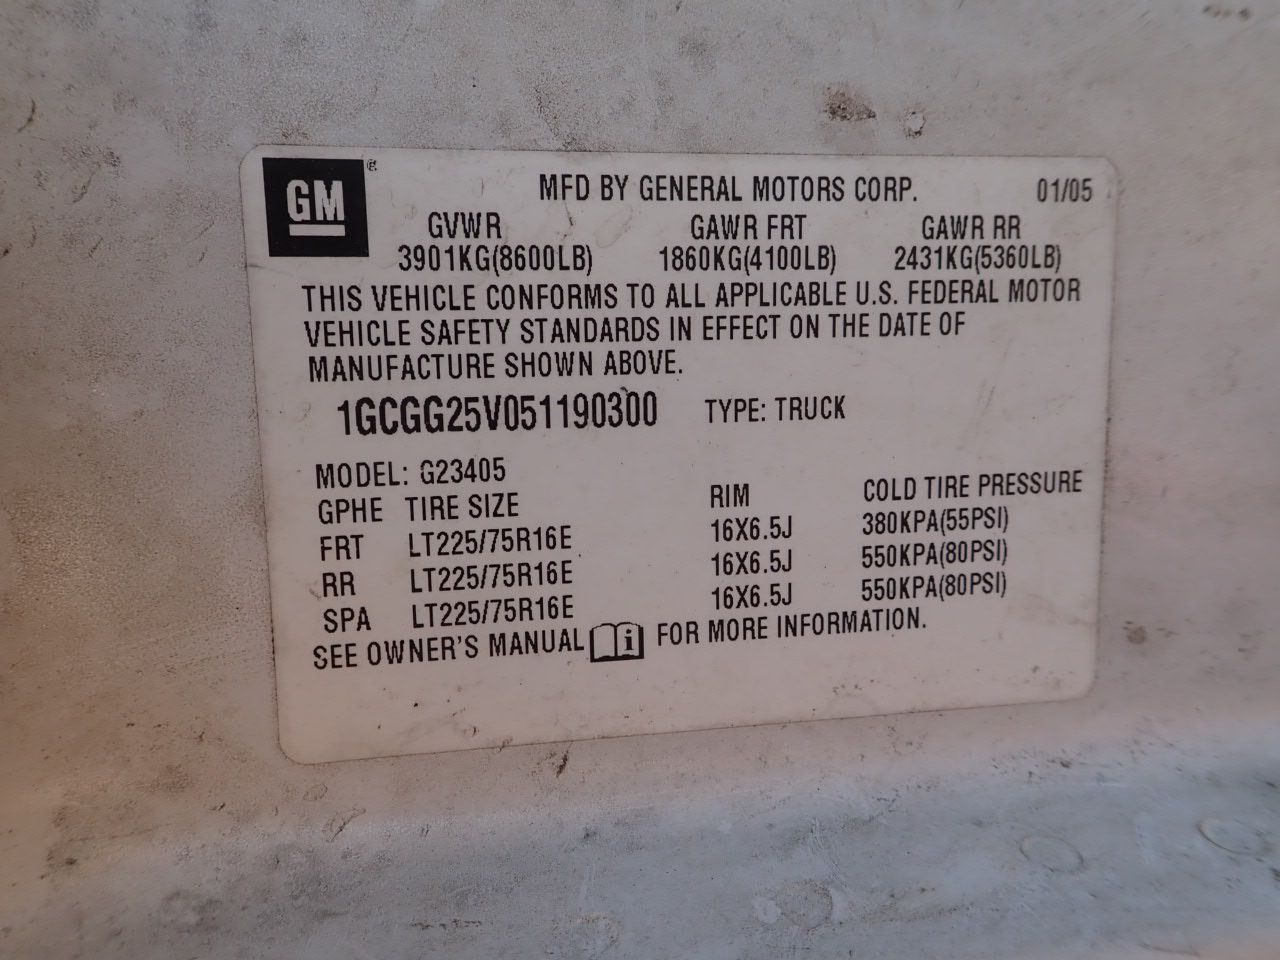 GM ®
MFD BY GENERAL MOTORS CORP. 01/05
GVWR GAWR FRT GAWR RR
3901KG(8600LB) 1860KG(4100LB) 2431KG(5360LB)
THIS VEHICLE CONFORMS TO ALL APPLICABLE U.S. FEDERAL MOTOR
VEHICLE SAFETY STANDARDS IN EFFECT ON THE DATE OF
MANUFACTURE SHOWN ABOVE.
1GCGG25V051190300 TYPE: TRUCK
MODEL: G23405
GPHE TIRE SIZE RIM COLD TIRE PRESSURE
FRT LT225/75R16E 16X6.5J 380KPA(55PSI)
RR LT225/75R16E 16X6.5J 550KPA(80PSI)
SPA LT225/75R16E 16X6.5J 550KPA(80PSI)
SEE OWNER'S MANUAL i FOR MORE INFORMATION.